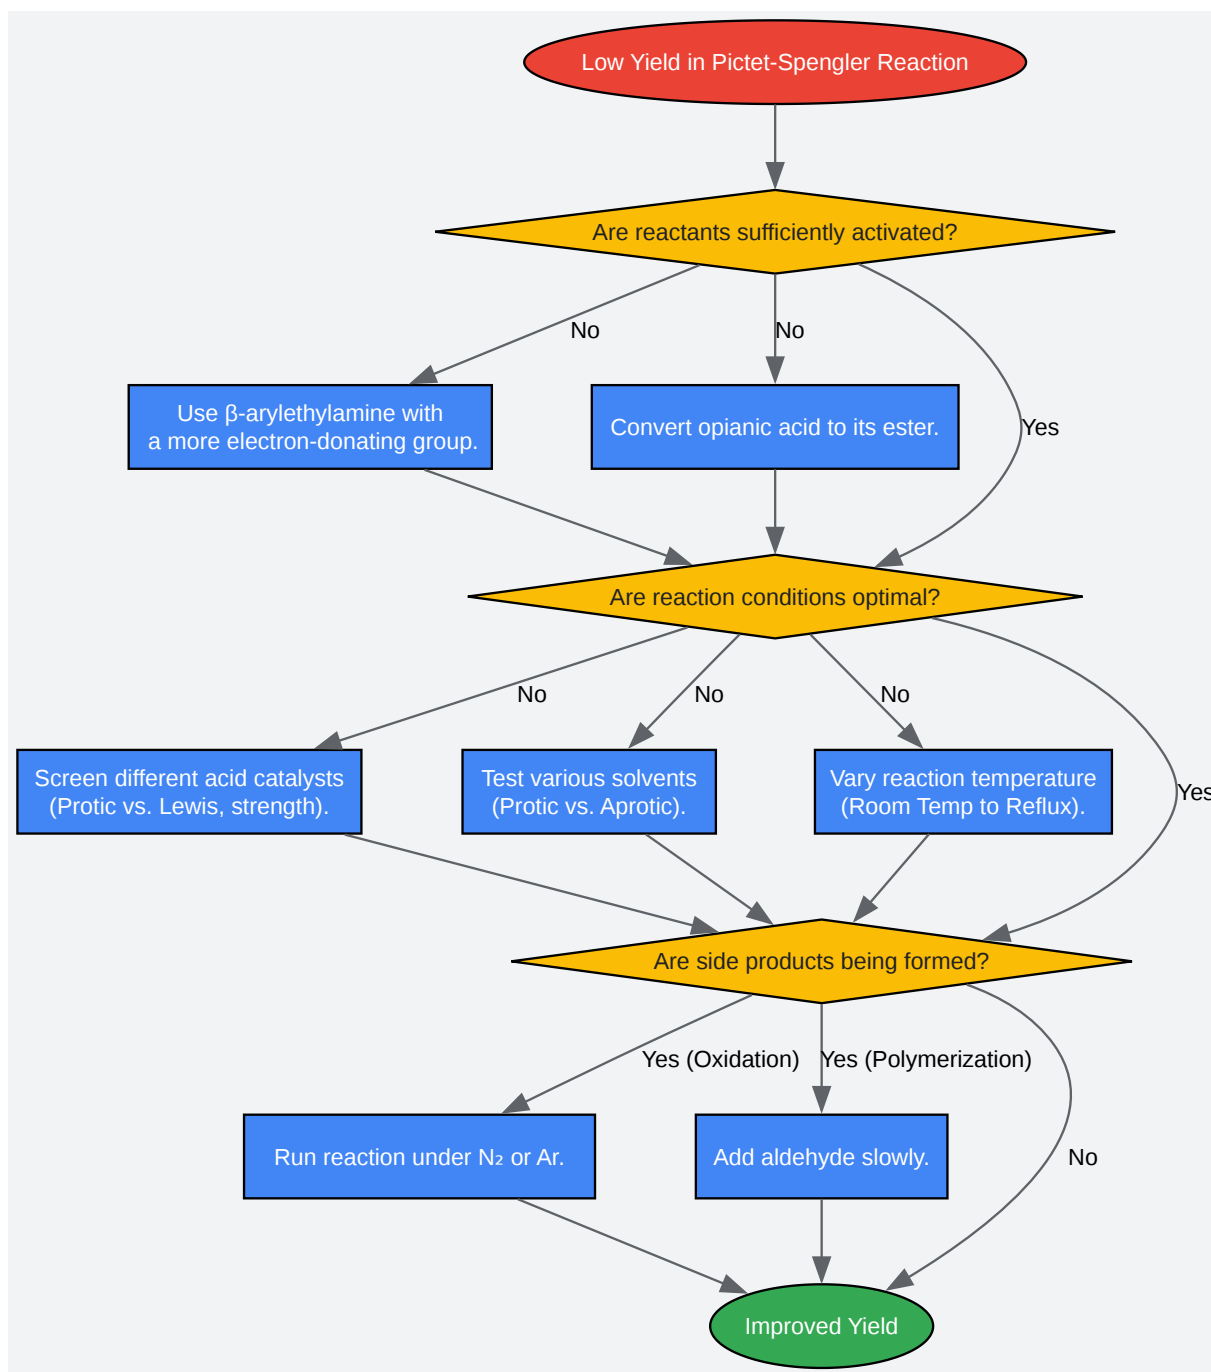 Low Yield in Pictet-Spengler Reaction
Are reactants sufficiently activated?
No
No
Use β-arylethylamine with
a more electron-donating group.
Convert opianic acid to its ester.
Yes
Are reaction conditions optimal?
No
No
No
Screen different acid catalysts
(Protic vs. Lewis, strength).
Test various solvents
(Protic vs. Aprotic).
Vary reaction temperature
(Room Temp to Reflux).
Yes
Are side products being formed?
Yes (Oxidation)
Yes (Polymerization)
Run reaction under N₂ or Ar.
Add aldehyde slowly.
No
Improved Yield